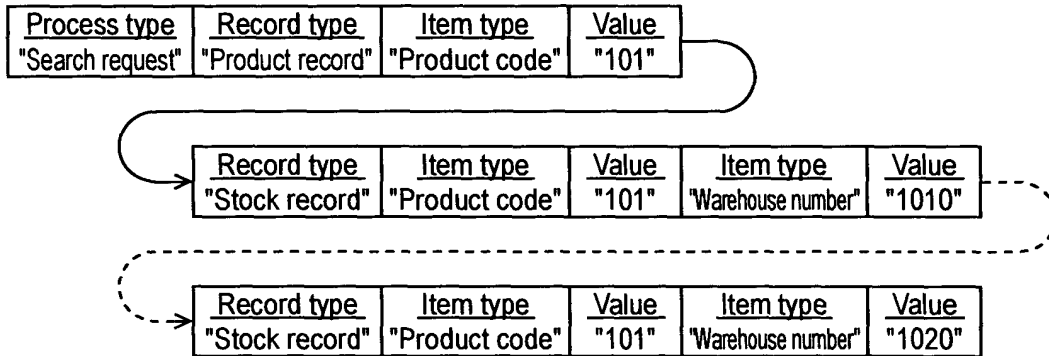 Process type Record type Item type Value
"Search request" "Product record" "Product code" "101"
Record type Item type Value Item type Value
"Stock record" "Product code" "101" "Warehouse number" "1010"
Record type Item type Value Item type Value
"Stock record" "Product code" "101" "Warehouse number" "1020"